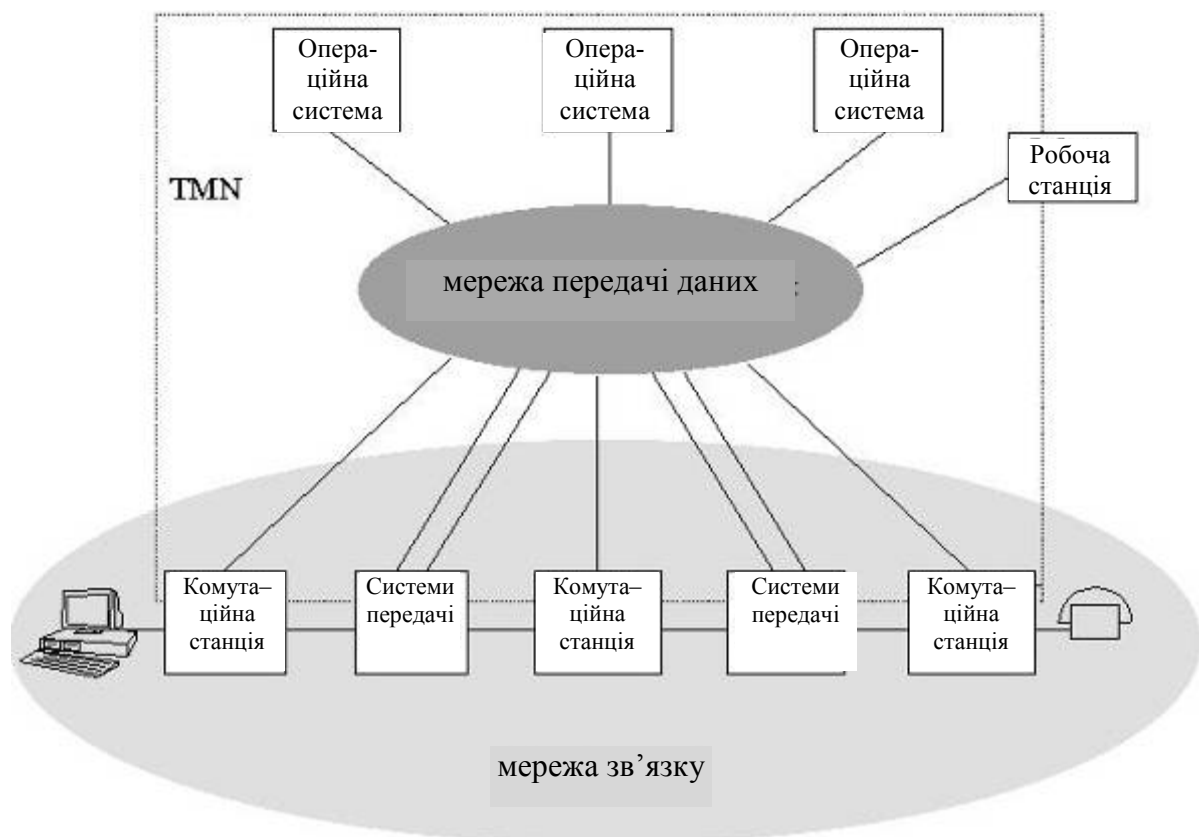 Опера-
ційна
система
Опера-
ційна
система
Опера-
ційна
система
Робоча
станція
TMN
мережа передачі даних
Комута–
ційна
станція
Системи
передачі
Комута–
ційна
станція
Системи
передачі
Комута–
ційна
станція
мережа зв’язку